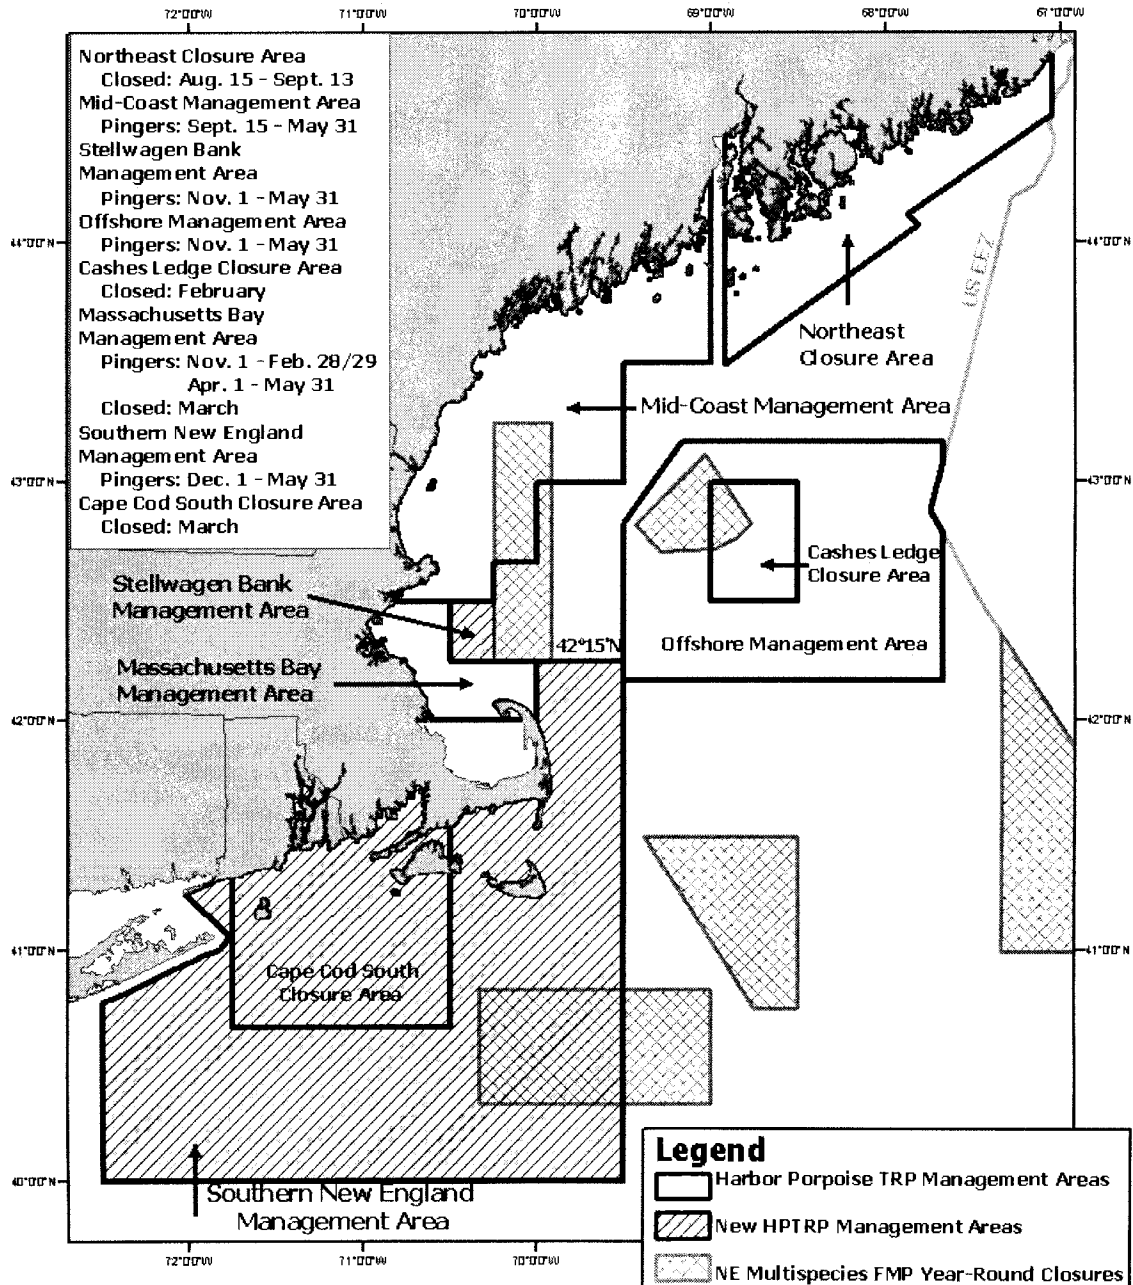 72°00'W 71°00'W 70°00'W 69°00'W 68°00'W 67°00'W
Northeast Closure Area
Closed: Aug. 15 - Sept. 13
Mid-Coast Management Area
Pingers: Sept. 15 - May 31
Stellwagen Bank
Management Area
Pingers: Nov. 1 - May 31
Offshore Management Area
Pingers: Nov. 1 - May 31
Cashes Ledge Closure Area
Closed: February
Massachusetts Bay
Management Area
Pingers: Nov. 1 - Feb. 28/29
Apr. 1 - May 31
Closed: March
Southern New England
Management Area
Pingers: Dec. 1 - May 31
Cape Cod South Closure Area
Closed: March
44°00'N
44°00'N
US EEZ
Northeast
Closure Area
Mid-Coast Management Area
43°00'N
43°00'N
Cashes Ledge
Closure Area
Stellwagen Bank
Management Area
42°15'N
Offshore Management Area
Massachusetts Bay
Management Area
42°00'N
42°00'N
41°00'N
41°00'N
Cape Cod South
Closure Area
40°00'N
Southern New England
Management Area
Legend
Harbor Porpoise TRP Management Areas
New HPTRP Management Areas
NE Multispecies FMP Year-Round Closures
72°00'W 71°00'W 70°00'W